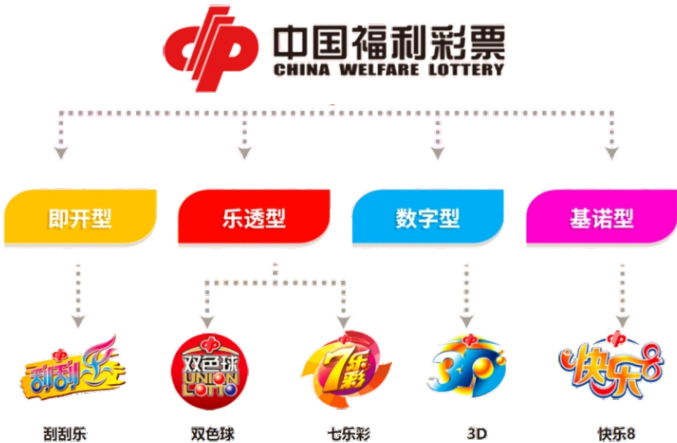 中国福利彩票
CHINA WELFARE LOTTERY
即开型
乐透型
数字型
基诺型
刮刮乐
双色球
UNION
LOTTO
7乐彩
3D
快乐8
刮刮乐
双色球
七乐彩
3D
快乐8